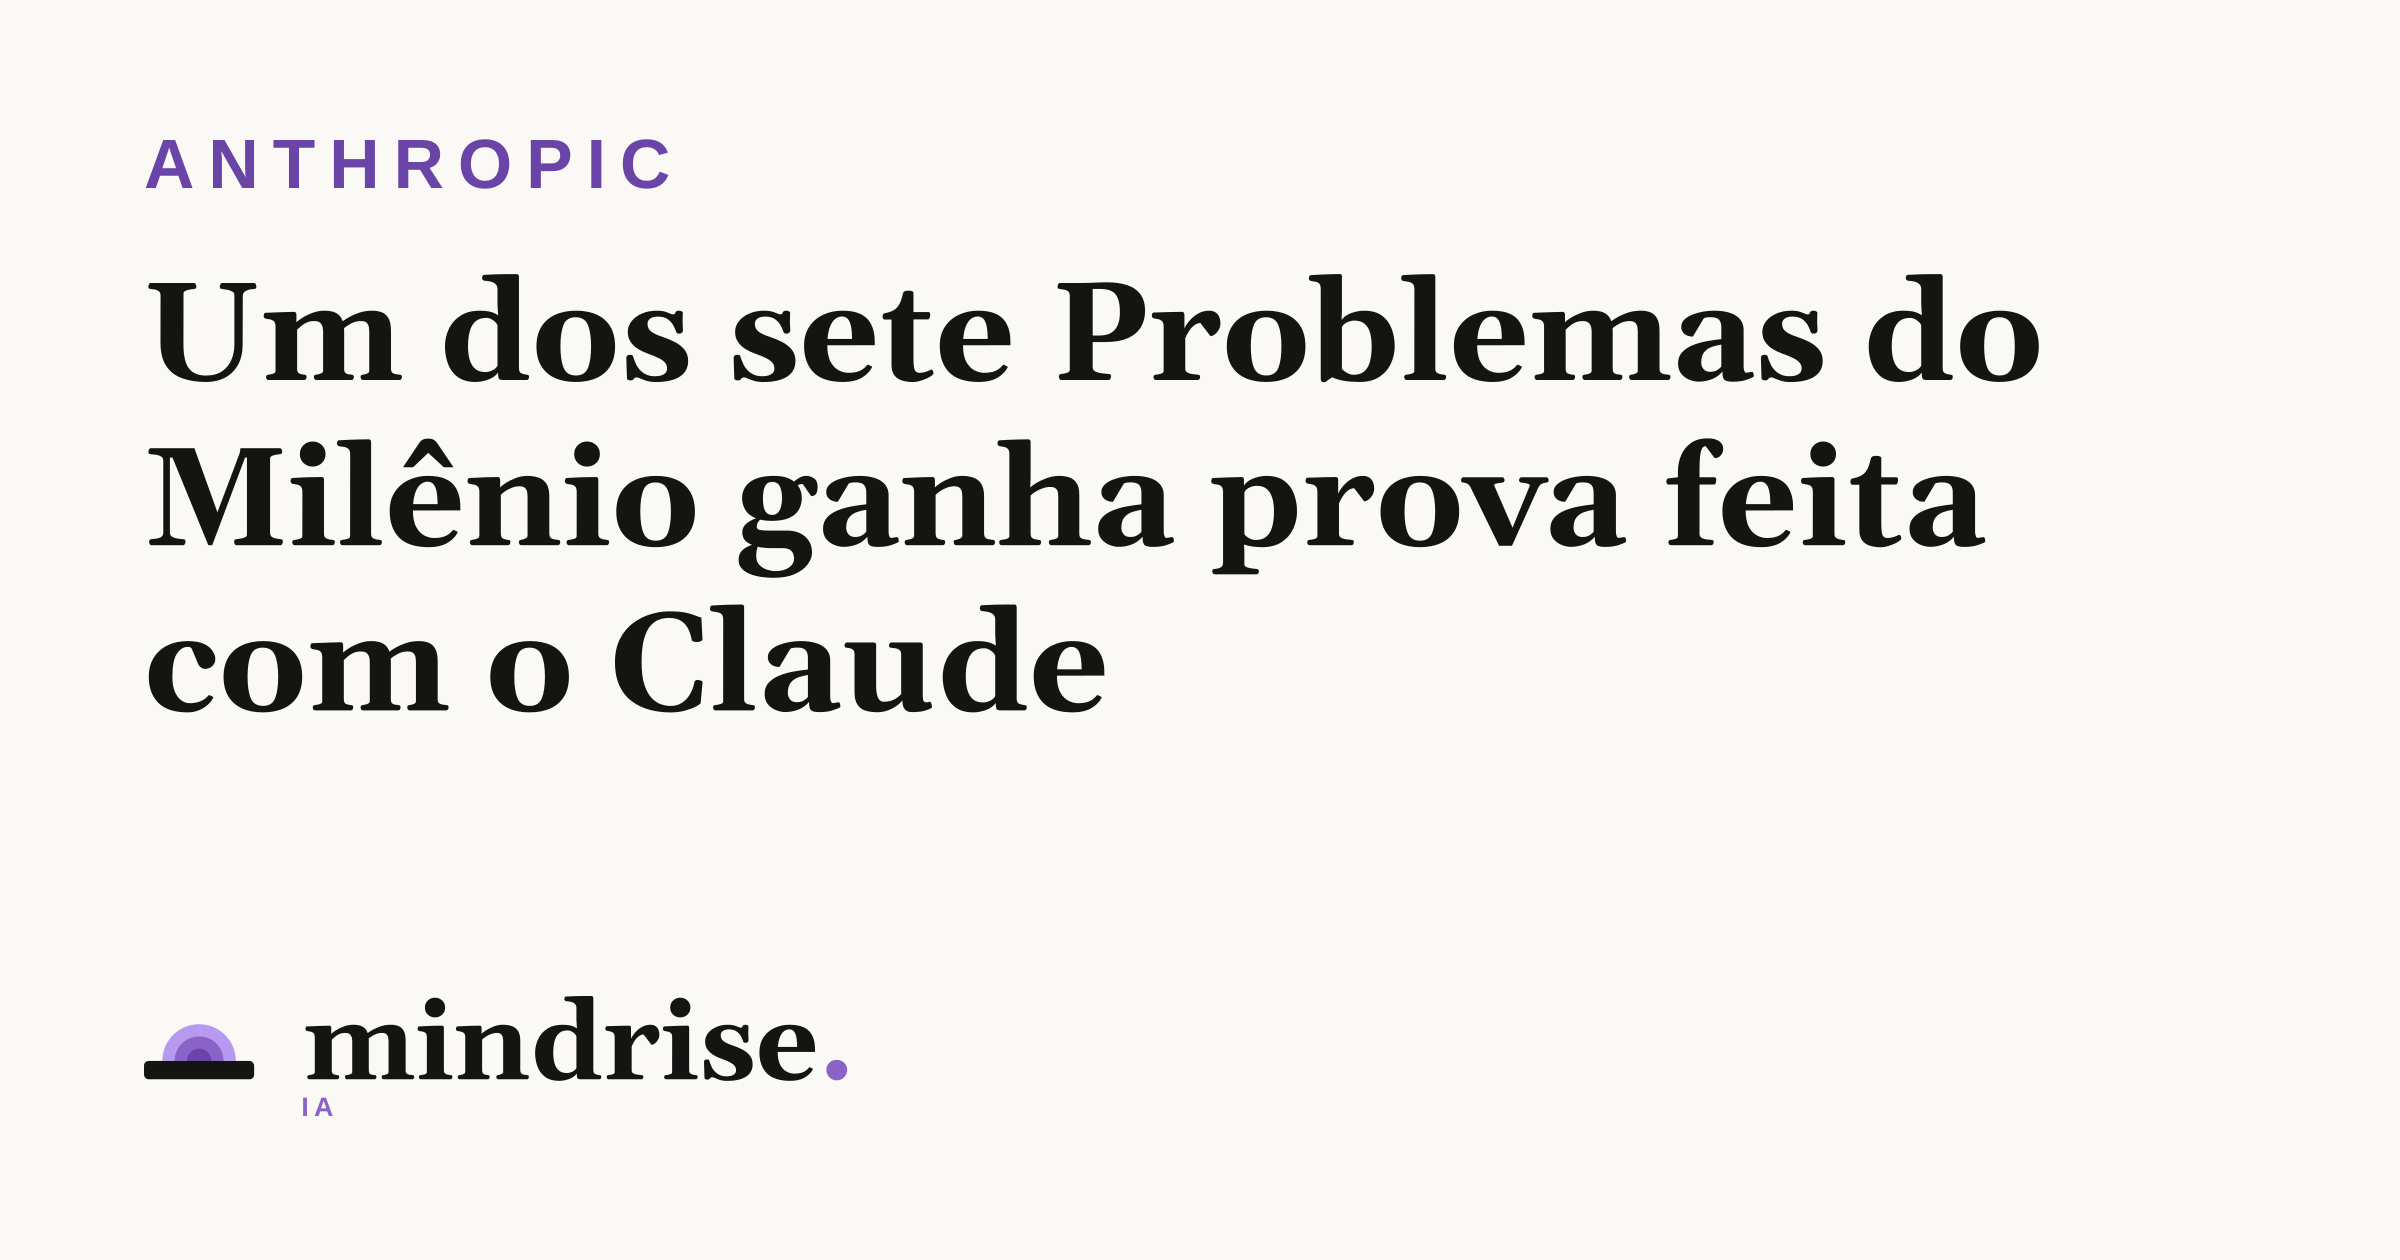 ANTHROPIC
Um dos sete Problemas do
Milênio ganha prova feita
com o Claude
mindrise.
IA